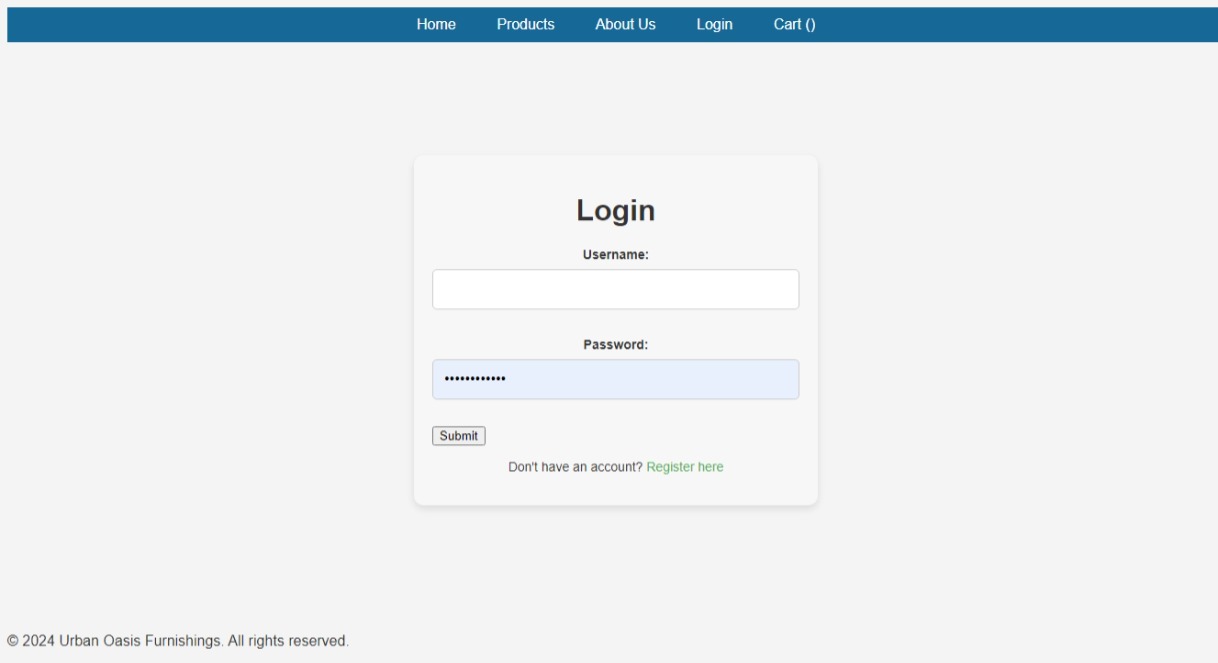 Home Products About Us Login Cart ()
Login
Username:
Password:
••••••••••••
Submit
Don't have an account? Register here
© 2024 Urban Oasis Furnishings. All rights reserved.